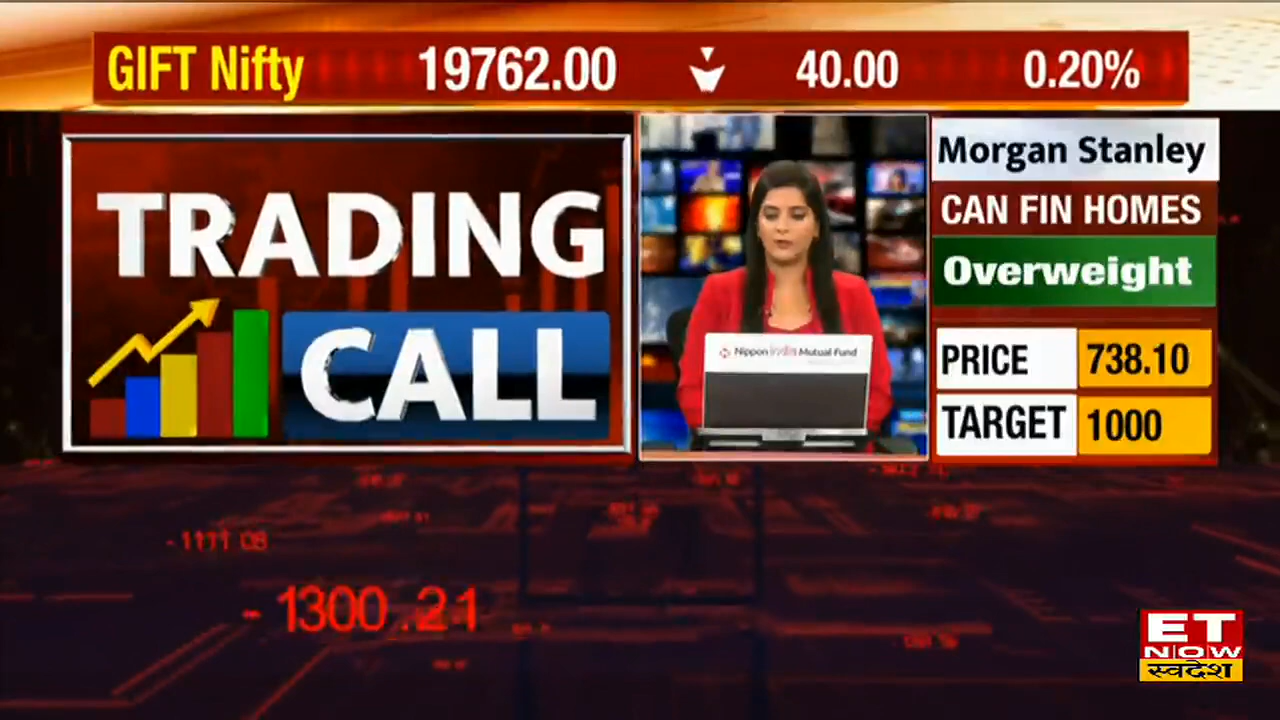 GIFT Nifty 19762.00 40.00 0.20%
TRADING
CALL
Nippon india Mutual Fund
Morgan Stanley
CAN FIN HOMES
Overweight
PRICE 738.10
TARGET 1000
- 1111 08
- 1300 .21
ET
NOW
स्वदेश